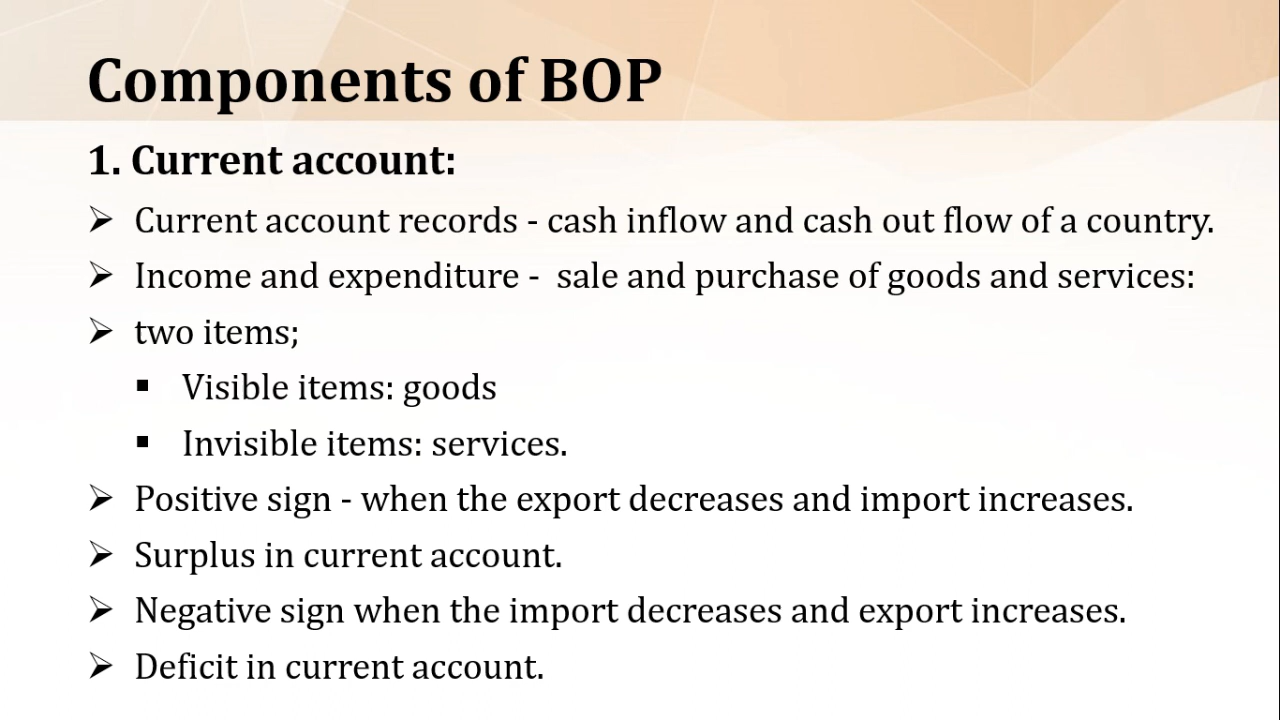 Components of BOP
1. Current account:
➢ Current account records - cash inflow and cash out flow of a country.
➢ Income and expenditure -  sale and purchase of goods and services:
➢ two items;
▪ Visible items: goods
▪ Invisible items: services.
➢ Positive sign - when the export decreases and import increases.
➢ Surplus in current account.
➢ Negative sign when the import decreases and export increases.
➢ Deficit in current account.